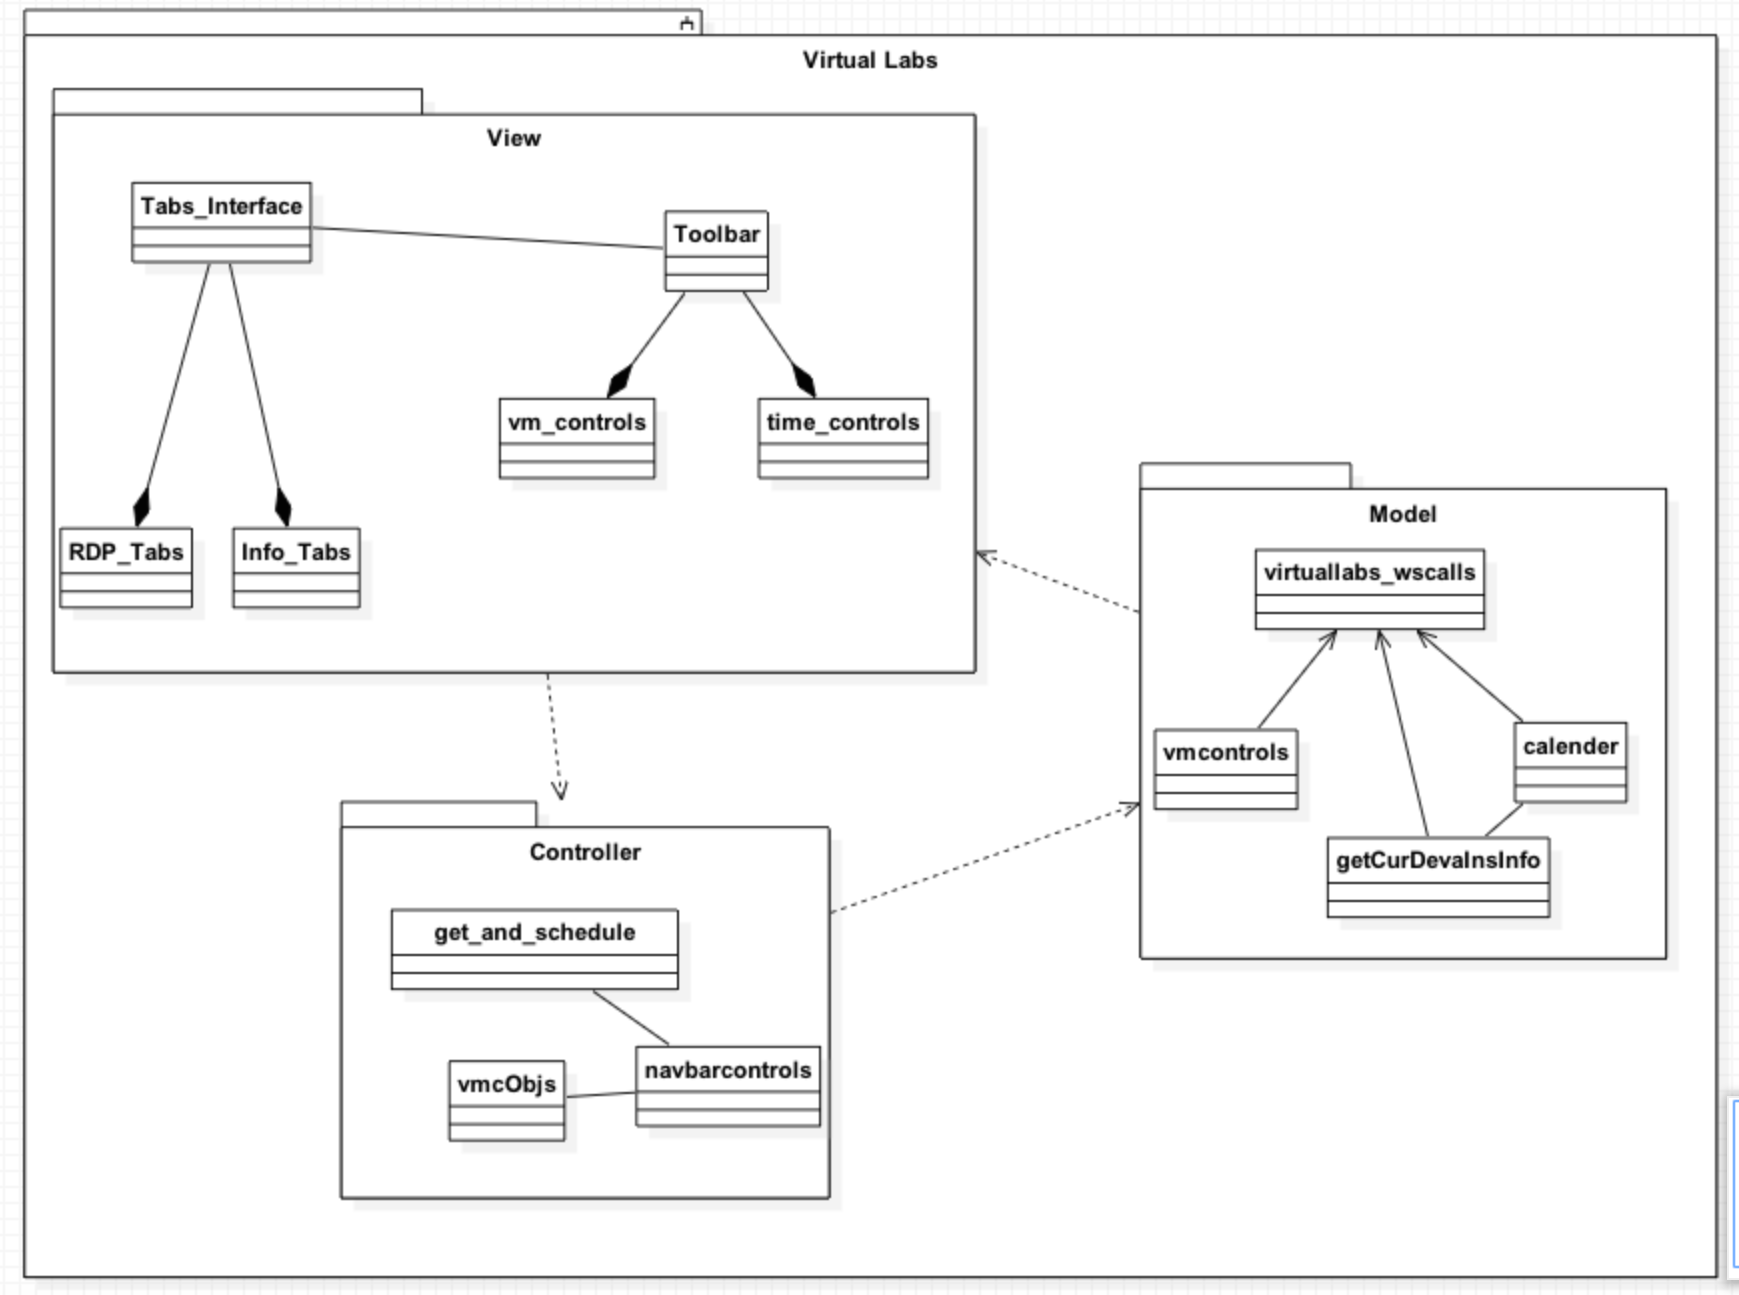 Virtual Labs
View
Tabs_Interface
Toolbar
vm_controls
time_controls
RDP_Tabs
Info_Tabs
Model
virtuallabs_wscalls
vmcontrols
calender
getCurDevaInsInfo
Controller
get_and_schedule
navbarcontrols
vmcObjs